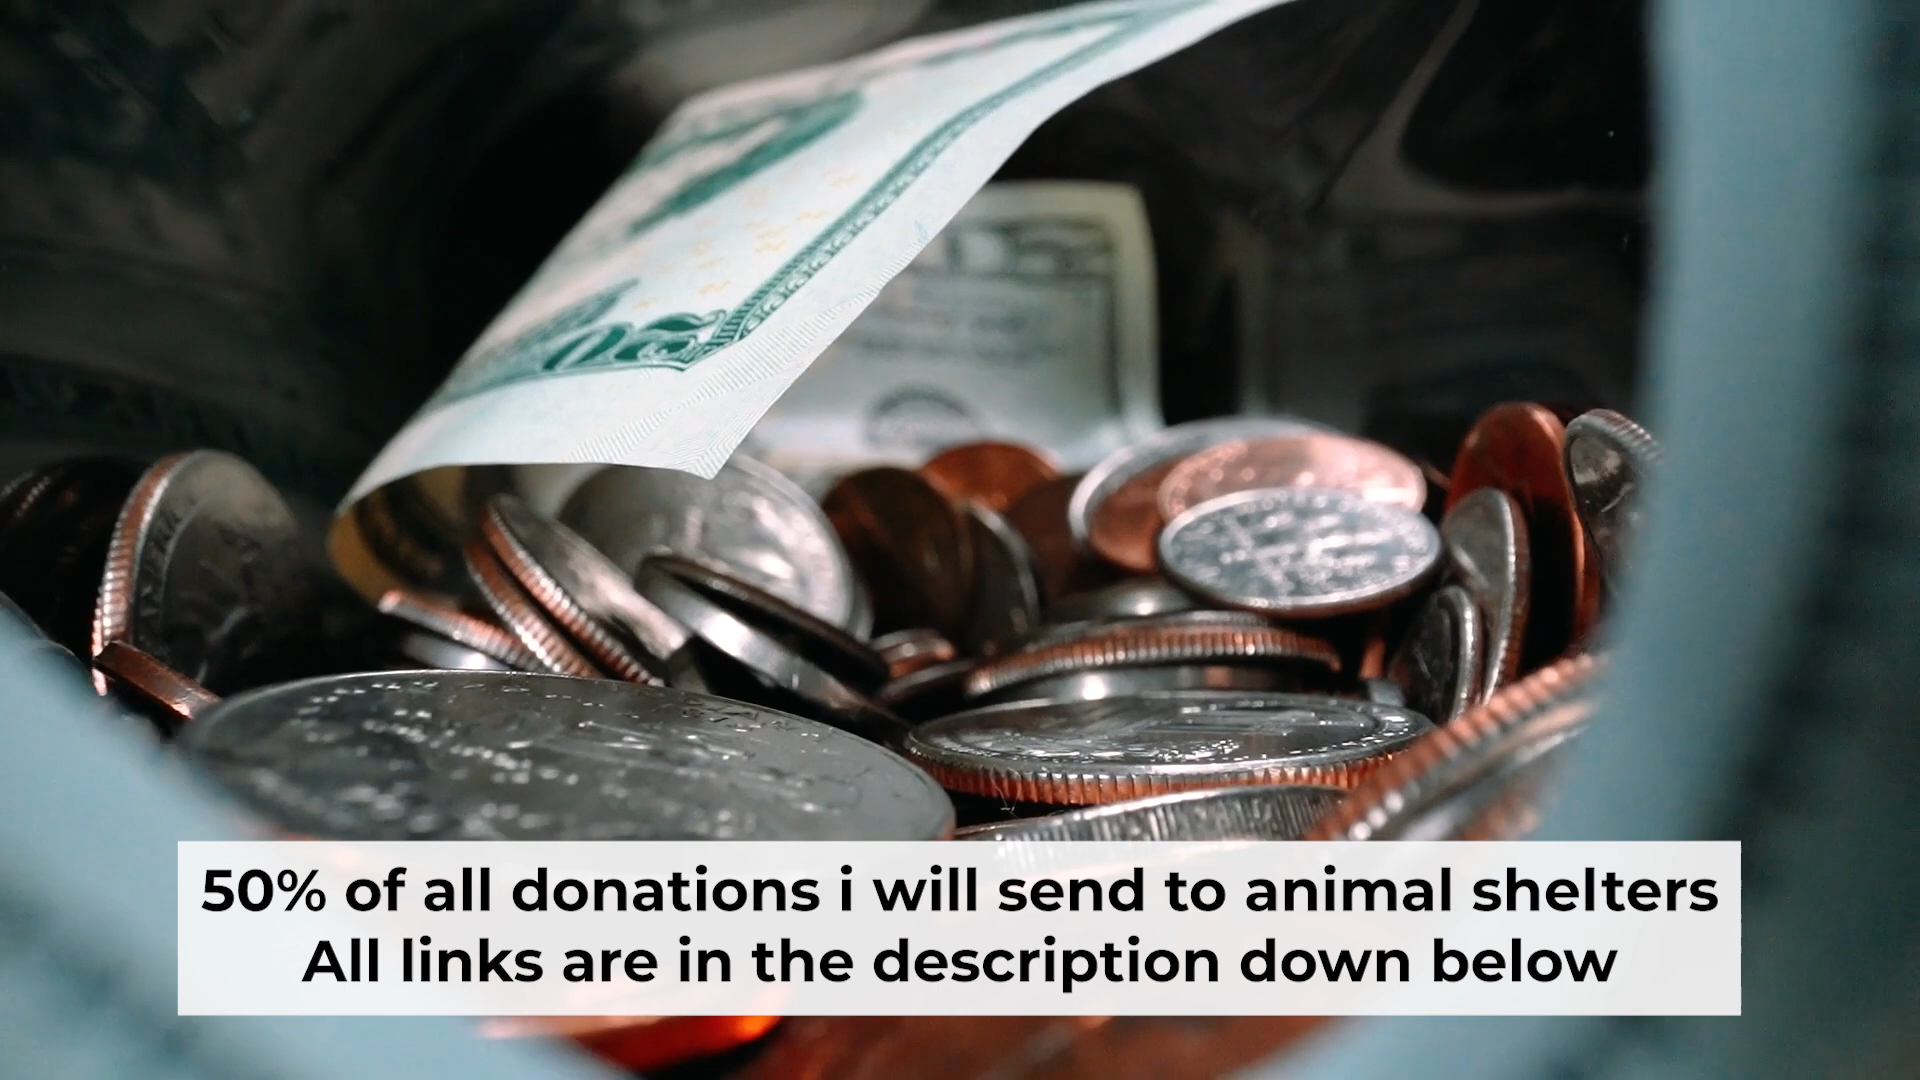 50% of all donations i will send to animal shelters
All links are in the description down below